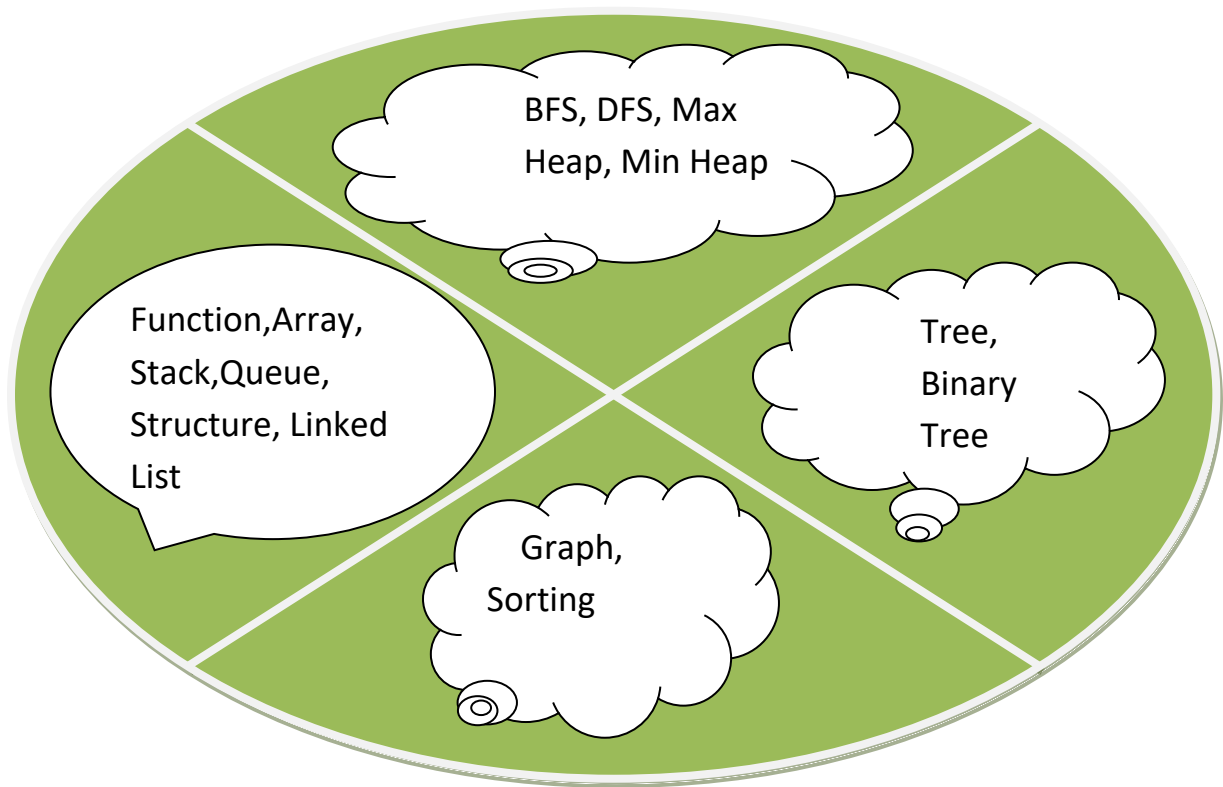 BFS, DFS, Max
Heap, Min Heap
Function,Array,
Stack,Queue,
Structure, Linked
List
Tree,
Binary
Tree
Graph,
Sorting